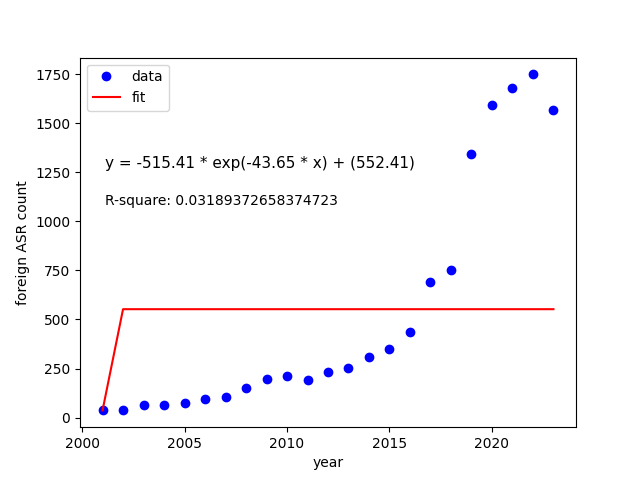 data
fit
y = -515.41 * exp(-43.65 * x) + (552.41)
R-square: 0.03189372658374723
foreign ASR count
1750
1500
1250
1000
750
500
250
0
2000
2005
2010
2015
2020
year